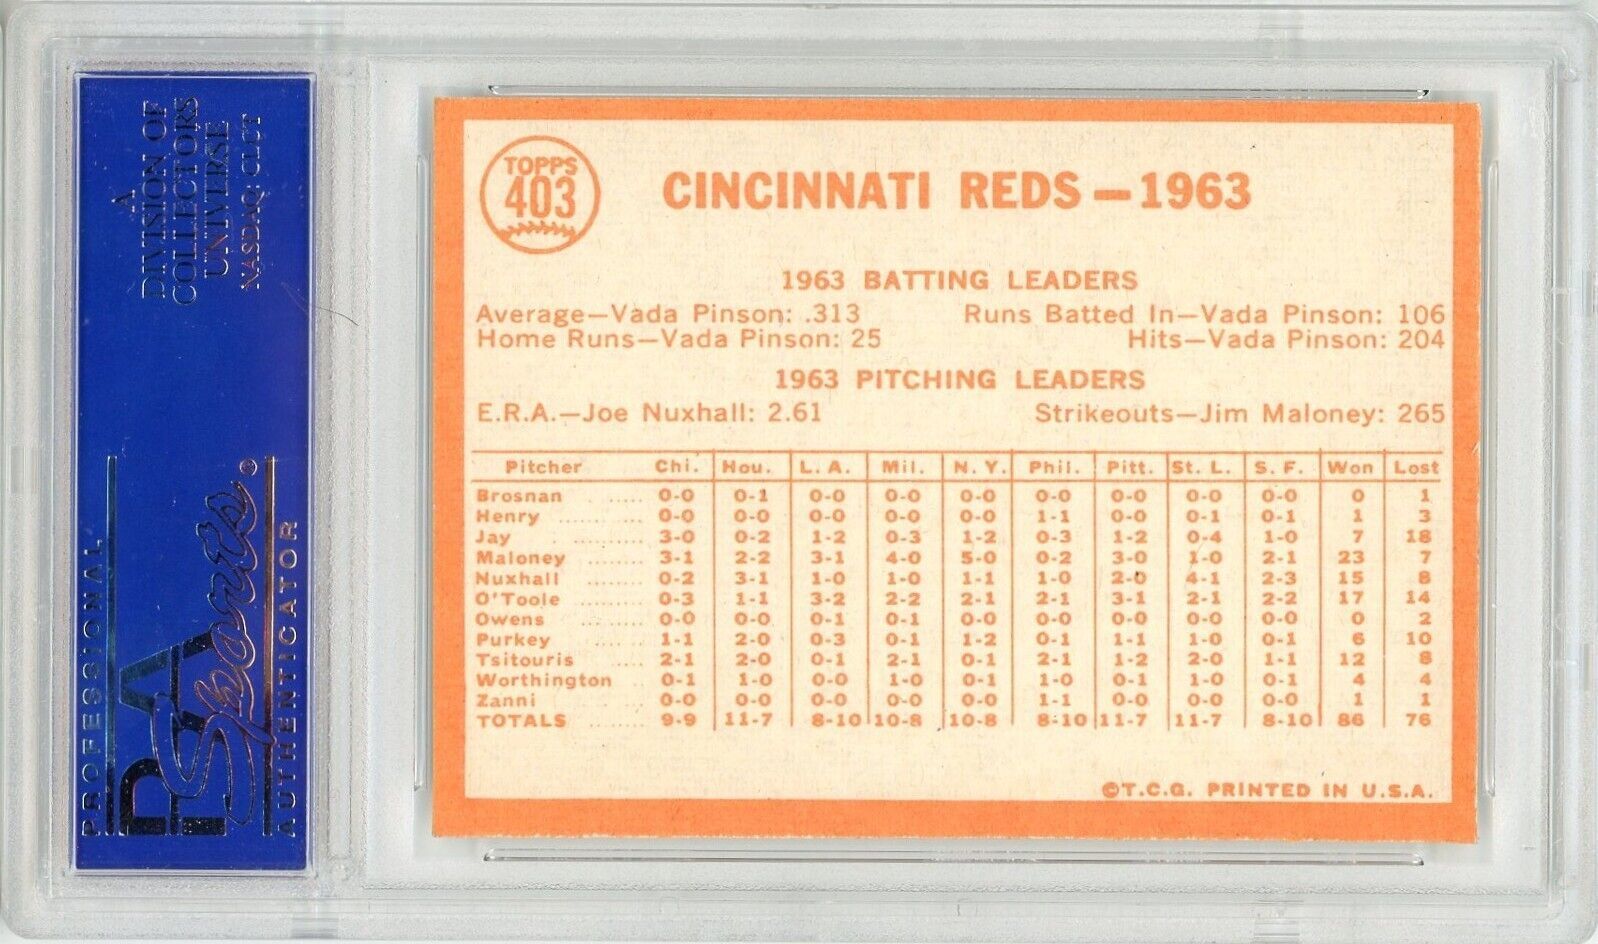 A
DIVISION OF
COLLECTORS
UNIVERSE
NASDAQ: CLCT
PROFESSIONAL
PSA
Sports®
AUTHENTICATOR
TOPPS
403
CINCINNATI REDS — 1963
1963 BATTING LEADERS
Average—Vada Pinson: .313 Runs Batted In—Vada Pinson: 106
Home Runs—Vada Pinson: 25 Hits—Vada Pinson: 204
1963 PITCHING LEADERS
E.R.A.—Joe Nuxhall: 2.61 Strikeouts—Jim Maloney: 265
Pitcher Chi. Hou. L. A. Mil. N. Y. Phil. Pitt. St. L. S. F. Won Lost
Brosnan 0-0 0-1 0-0 0-0 0-0 0-0 0-0 0-0 0-0 0 1
Henry 0-0 0-0 0-0 0-0 0-0 1-1 0-0 0-1 0-1 1 3
Jay 3-0 0-2 1-2 0-3 1-2 0-3 1-2 0-4 1-0 7 18
Maloney 3-1 2-2 3-1 4-0 5-0 0-2 3-0 1-0 2-1 23 7
Nuxhall 0-2 3-1 1-0 1-0 1-1 1-0 2-0 4-1 2-3 15 8
O'Toole 0-3 1-1 3-2 2-2 2-1 2-1 3-1 2-1 2-2 17 14
Owens 0-0 0-0 0-1 0-1 0-0 0-0 0-0 0-0 0-0 0 2
Purkey 1-1 2-0 0-3 0-1 1-2 0-1 1-1 1-0 0-1 6 10
Tsitouris 2-1 2-0 0-1 2-1 0-1 2-1 1-2 2-0 1-1 12 8
Worthington 0-1 1-0 0-0 1-0 0-1 1-0 0-1 1-0 0-1 4 4
Zanni 0-0 0-0 0-0 0-0 0-0 1-1 0-0 0-0 0-0 1 1
TOTALS 9-9 11-7 8-10 10-8 10-8 8-10 11-7 11-7 8-10 86 76
©T.C.G. PRINTED IN U.S.A.